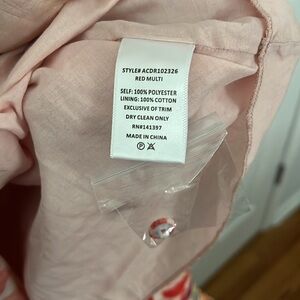 STYLE# ACDR102326
RED MULTI
SELF: 100% POLYESTER
LINING: 100% COTTON
EXCLUSIVE OF TRIM
DRY CLEAN ONLY
RN#141397
MADE IN CHINA